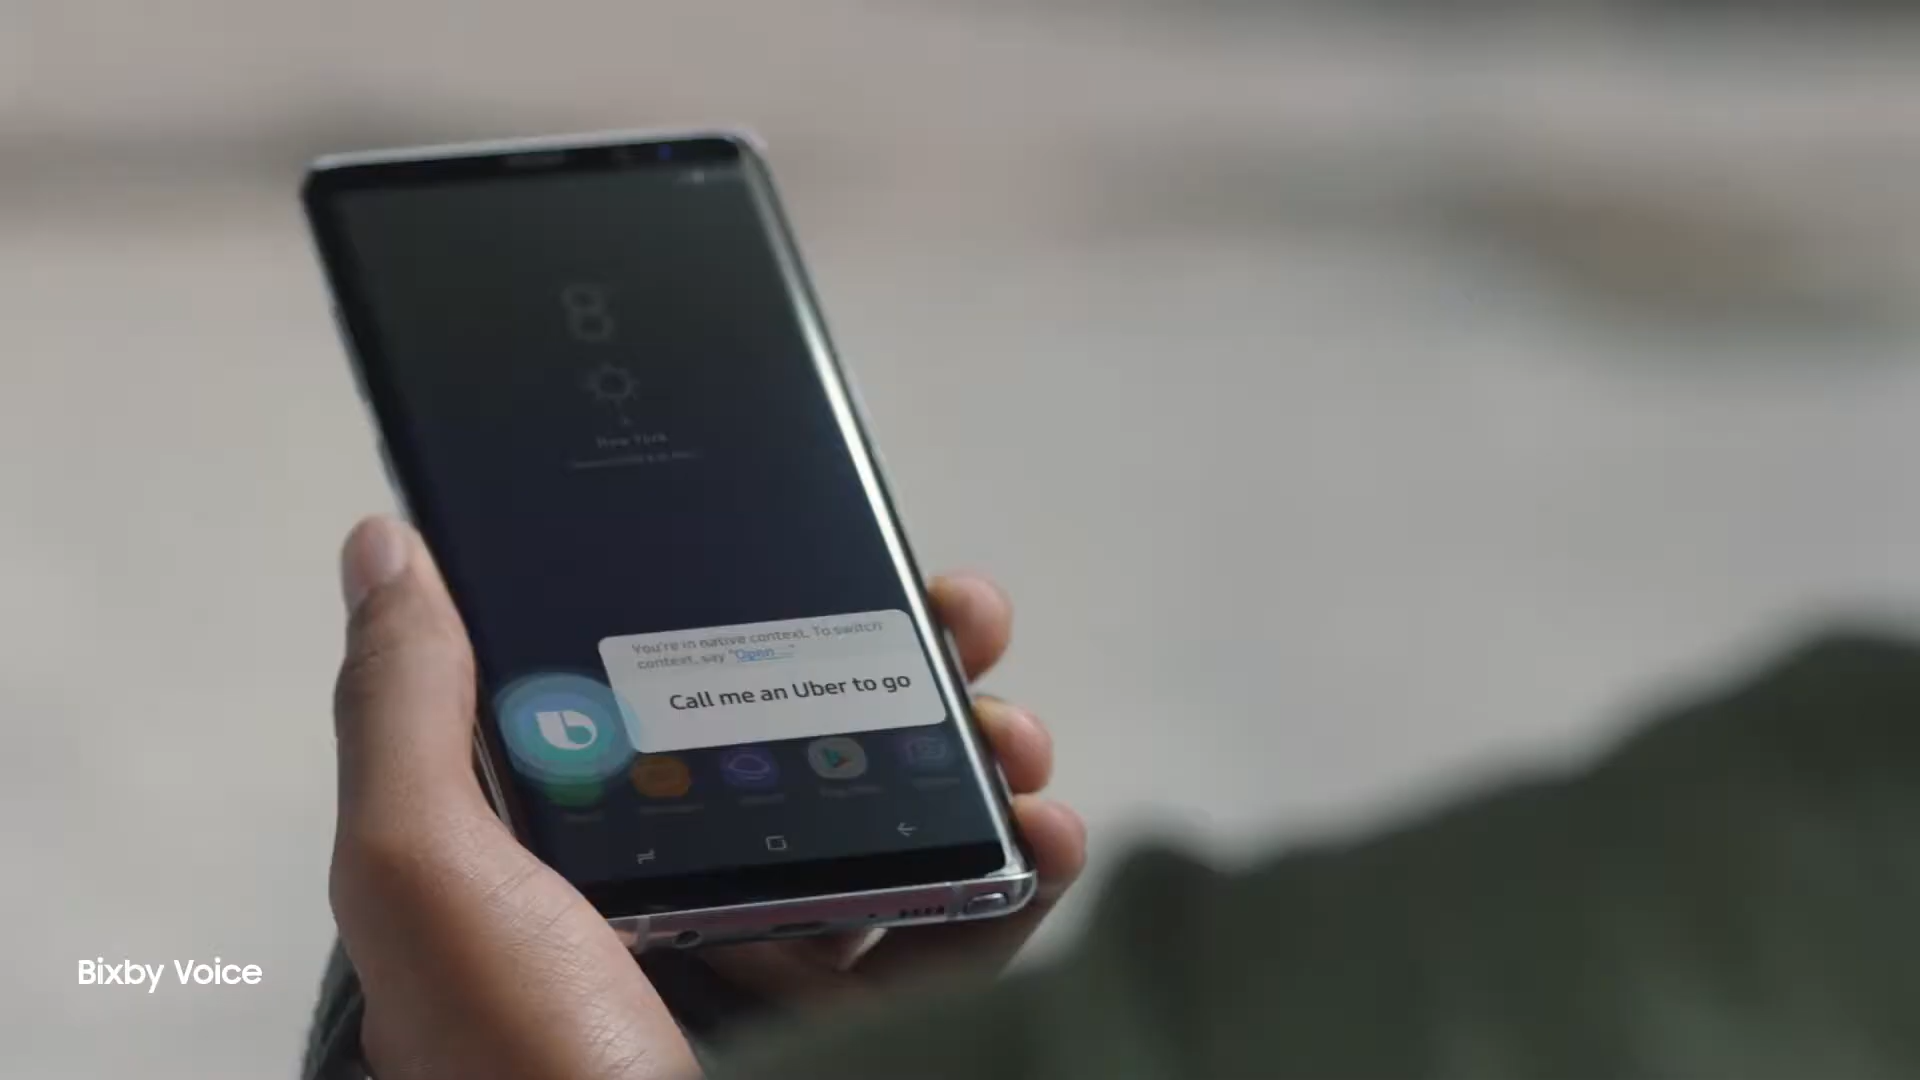 8
New York
You're in native context. To switch
context, say "Open ..."
Call me an Uber to go
Bixby Voice